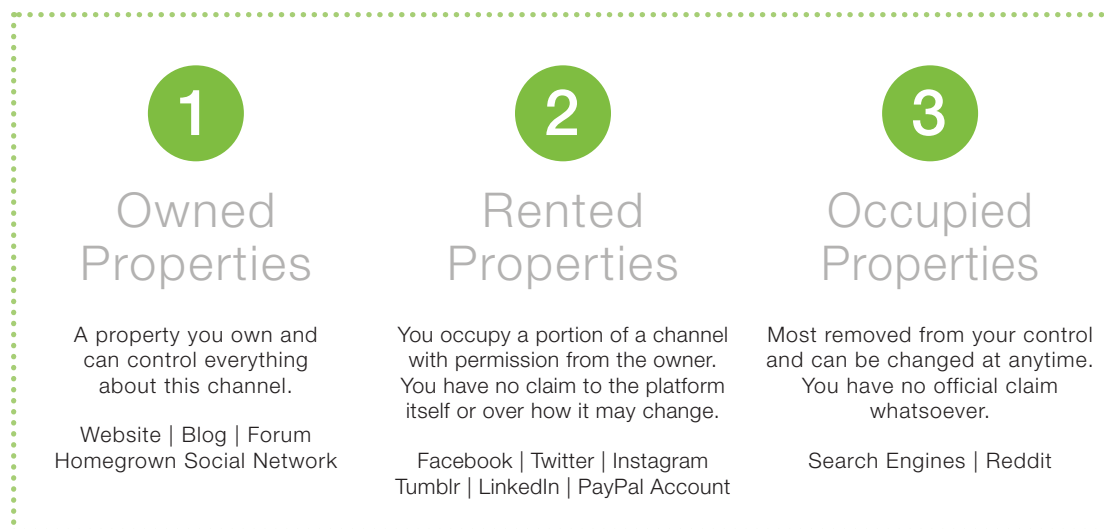 1
Owned
Properties
A property you own and
can control everything
about this channel.
Website | Blog | Forum
Homegrown Social Network
2
Rented
Properties
You occupy a portion of a channel
with permission from the owner.
You have no claim to the platform
itself or over how it may change.
Facebook | Twitter | Instagram
Tumblr | LinkedIn | PayPal Account
3
Occupied
Properties
Most removed from your control
and can be changed at anytime.
You have no official claim
whatsoever.
Search Engines | Reddit